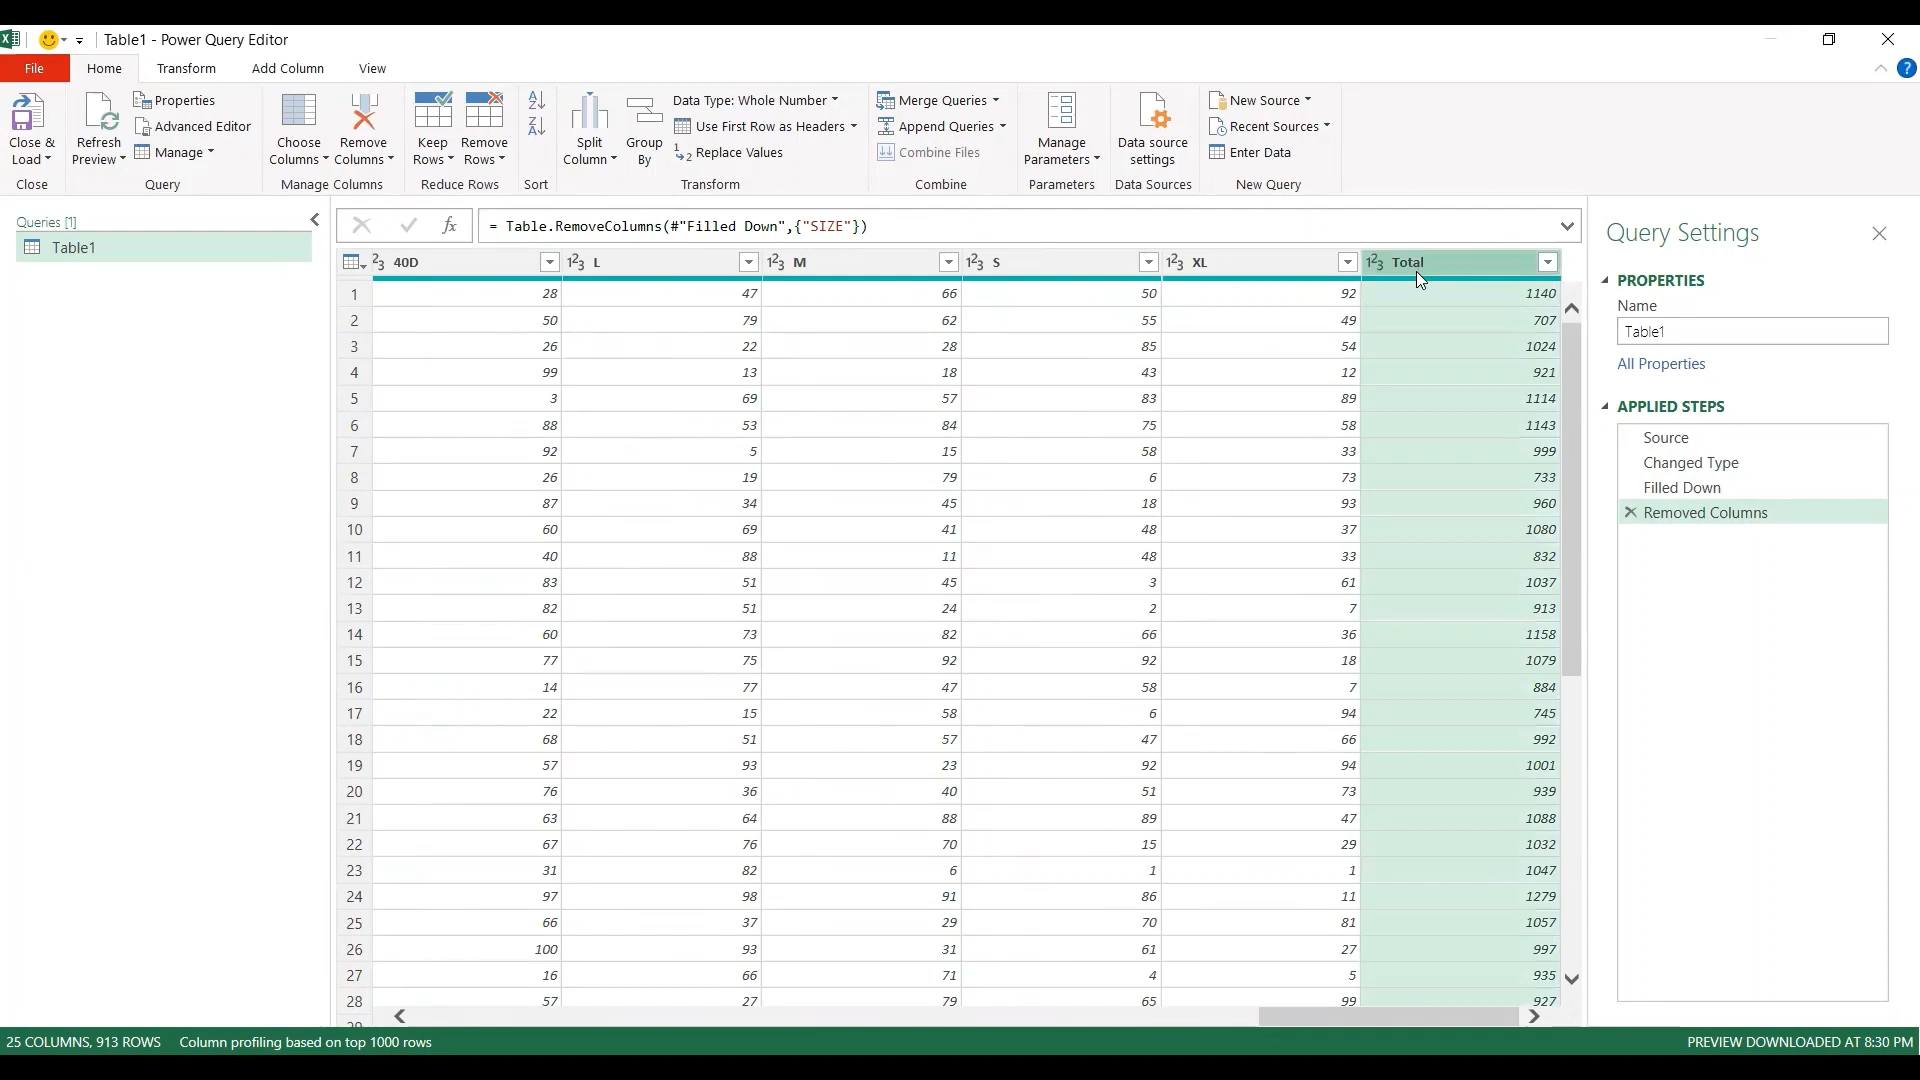 Table1 - Power Query Editor
File Home Transform Add Column View
Close & Load
Close
Refresh Preview
Properties
Advanced Editor
Manage
Query
Choose Columns
Remove Columns
Manage Columns
Keep Rows
Remove Rows
Reduce Rows
Sort
Split Column
Group By
Data Type: Whole Number
Use First Row as Headers
Replace Values
Transform
Merge Queries
Append Queries
Combine Files
Combine
Manage Parameters
Parameters
Data source settings
Data Sources
New Source
Recent Sources
Enter Data
New Query
Queries [1]
Table1
= Table.RemoveColumns(#"Filled Down",{"SIZE"})
40D L M S XL Total
1 28 47 66 50 92 1140
2 50 79 62 55 49 707
3 26 22 28 85 54 1024
4 99 13 18 43 12 921
5 3 69 57 83 89 1114
6 88 53 84 75 58 1143
7 92 5 15 58 33 999
8 26 19 79 6 73 733
9 87 34 45 18 93 960
10 60 69 41 48 37 1080
11 40 88 11 48 33 832
12 83 51 45 3 61 1037
13 82 51 24 2 7 913
14 60 73 82 66 36 1158
15 77 75 92 92 18 1079
16 14 77 47 58 7 884
17 22 15 58 6 94 745
18 68 51 57 47 66 992
19 57 93 23 92 94 1001
20 76 36 40 51 73 939
21 63 64 88 89 47 1088
22 67 76 70 15 29 1032
23 31 82 6 1 1 1047
24 97 98 91 86 11 1279
25 66 37 29 70 81 1057
26 100 93 31 61 27 997
27 16 66 71 4 5 935
28 57 27 79 65 99 927
Query Settings
PROPERTIES
Name
Table1
All Properties
APPLIED STEPS
Source
Changed Type
Filled Down
Removed Columns
25 COLUMNS, 913 ROWS Column profiling based on top 1000 rows PREVIEW DOWNLOADED AT 8:30 PM